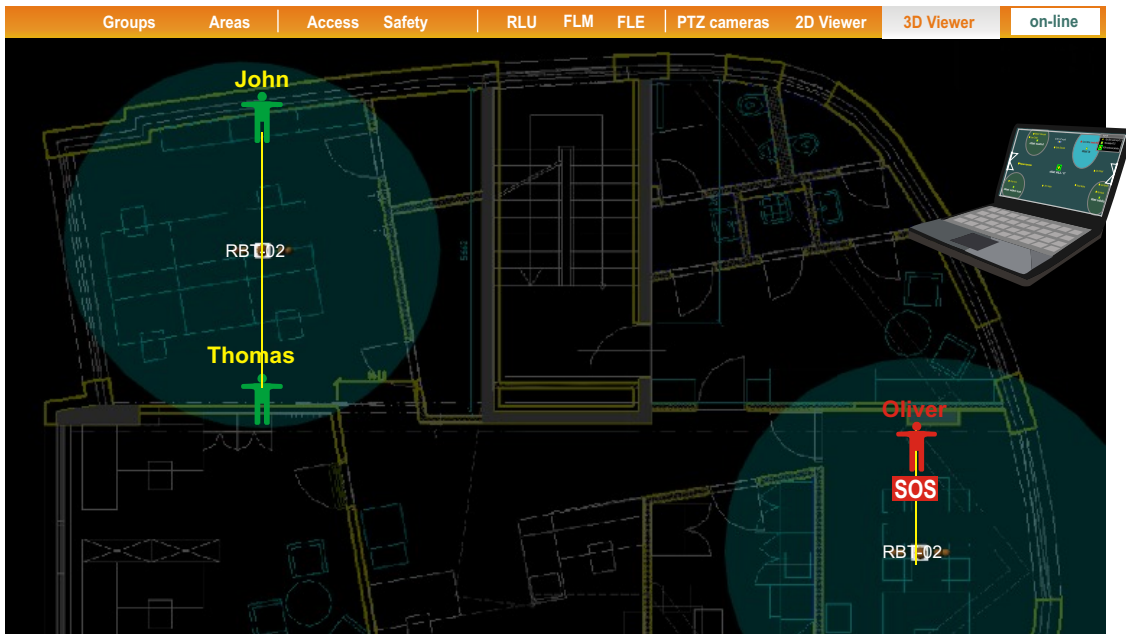 Groups Areas Access Safety RLU FLM FLE PTZ cameras 2D Viewer 3D Viewer on-line
John
RBT-02
Thomas
Oliver
SOS
RBT-02